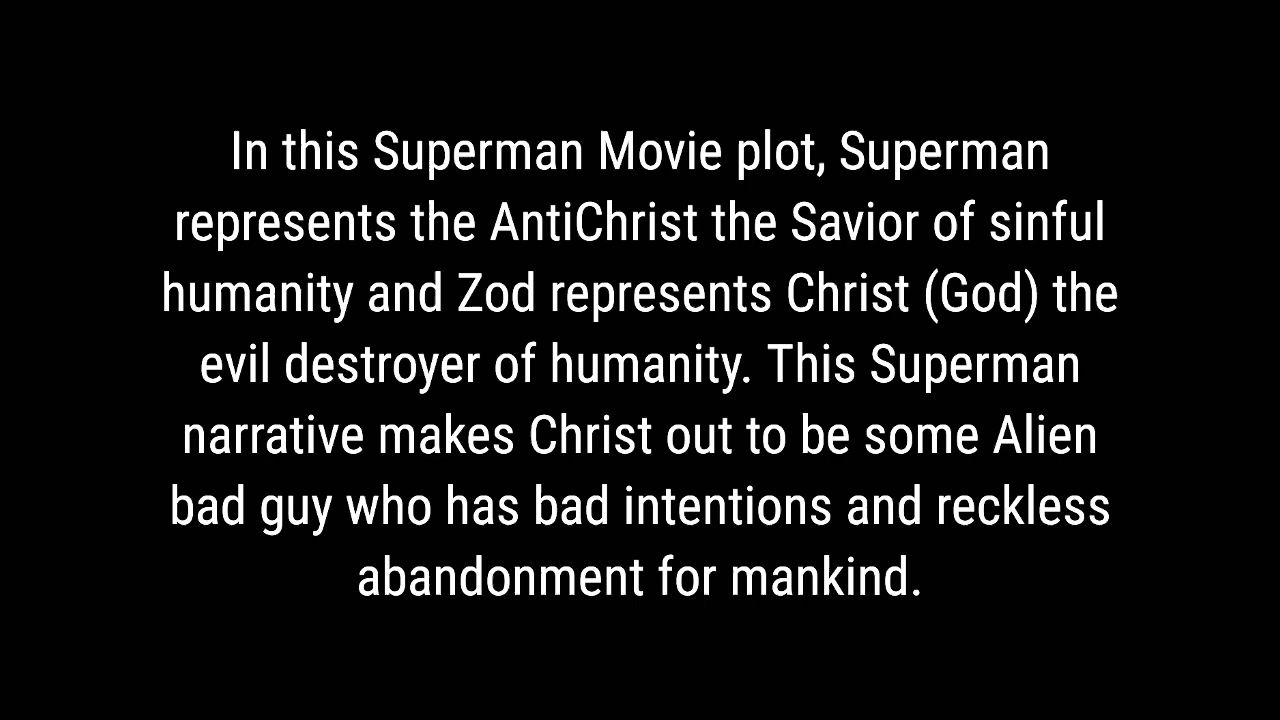 In this Superman Movie plot, Superman
represents the AntiChrist the Savior of sinful
humanity and Zod represents Christ (God) the
evil destroyer of humanity. This Superman
narrative makes Christ out to be some Alien
bad guy who has bad intentions and reckless
abandonment for mankind.